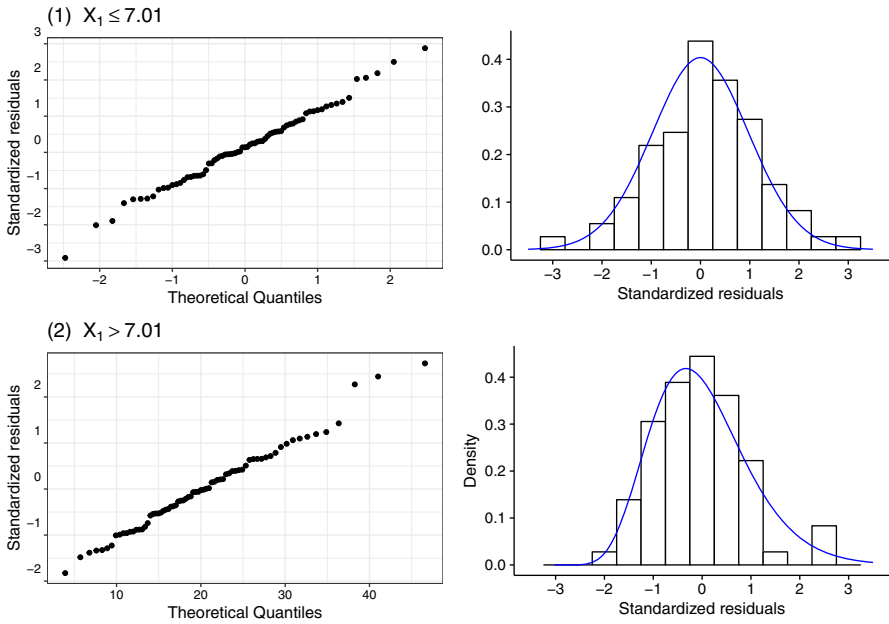 (1) X₁ ≤ 7.01
Standardized residuals
3
2
1
0
−1
−2
−3
−2 −1 0 1 2
Theoretical Quantiles
0.4
0.3
0.2
0.1
0.0
−3 −2 −1 0 1 2 3
Standardized residuals
(2) X₁ > 7.01
Standardized residuals
2
1
0
−1
−2
10 20 30 40
Theoretical Quantiles
Density
0.4
0.3
0.2
0.1
0.0
−3 −2 −1 0 1 2 3
Standardized residuals